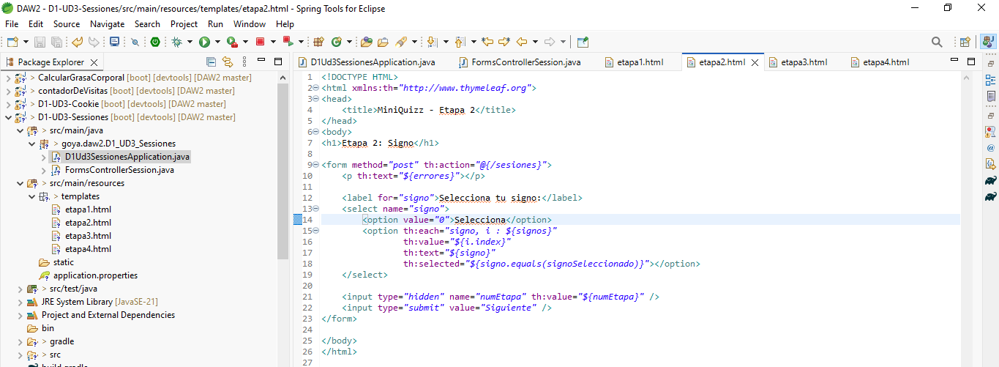 DAW2 - D1-UD3-Sessiones/src/main/resources/templates/etapa2.html - Spring Tools for Eclipse
File Edit Source Navigate Search Project Run Window Help
Package Explorer
CalcularGrasaCorporal [boot] [devtools] [DAW2 master]
> contadorDeVisitas [boot] [devtools] [DAW2 master]
> D1-UD3-Cookie [boot] [devtools] [DAW2 master]
D1-UD3-Sessiones [boot] [devtools] [DAW2 master]
> src/main/java
> goya.daw2.D1_UD3_Sessiones
D1Ud3SessionesApplication.java
FormsControllerSession.java
> src/main/resources
> templates
etapa1.html
etapa2.html
etapa3.html
etapa4.html
static
application.properties
> src/test/java
JRE System Library [JavaSE-21]
Project and External Dependencies
bin
> gradle
> src
build.gradle
D1Ud3SessionesApplication.java FormsControllerSession.java etapa1.html etapa2.html etapa3.html etapa4.html
1 <!DOCTYPE HTML>
2 <html xmlns:th="http://www.thymeleaf.org">
3 <head>
4 <title>MiniQuizz - Etapa 2</title>
5 </head>
6 <body>
7 <h1>Etapa 2: Signo</h1>
8
9 <form method="post" th:action="@{/sesiones}">
10 <p th:text="${errores}"></p>
11
12 <label for="signo">Selecciona tu signo:</label>
13 <select name="signo">
14 <option value="0">Selecciona</option>
15 <option th:each="signo, i : ${signos}"
16 th:value="${i.index}"
17 th:text="${signo}"
18 th:selected="${signo.equals(signoSeleccionado)}"></option>
19 </select>
20
21 <input type="hidden" name="numEtapa" th:value="${numEtapa}" />
22 <input type="submit" value="Siguiente" />
23 </form>
24
25 </body>
26 </html>
27